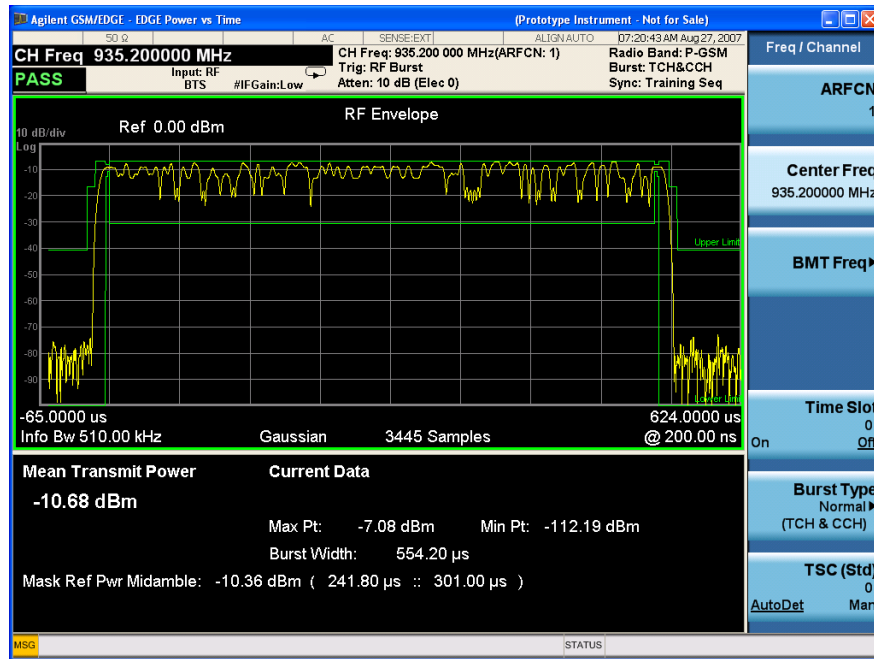 Agilent GSM/EDGE - EDGE Power vs Time (Prototype Instrument - Not for Sale)
50 Ω AC SENSE:EXT ALIGN AUTO 07:20:43 AM Aug 27, 2007
CH Freq 935.200000 MHz
CH Freq: 935.200 000 MHz(ARFCN: 1)
Radio Band: P-GSM
PASS
Input: RF
BTS
#IFGain:Low
Trig: RF Burst
Atten: 10 dB (Elec 0)
Burst: TCH&CCH
Sync: Training Seq
10 dB/div
Log
Ref 0.00 dBm
RF Envelope
-10
-20
-30
-40
-50
-60
-70
-80
-90
Upper Limit
Lower Limi
-65.0000 us
624.0000 us
Info Bw 510.00 kHz Gaussian 3445 Samples @ 200.00 ns
Mean Transmit Power
-10.68 dBm
Current Data
Max Pt: -7.08 dBm Min Pt: -112.19 dBm
Burst Width: 554.20 µs
Mask Ref Pwr Midamble: -10.36 dBm ( 241.80 µs :: 301.00 µs )
MSG
STATUS
Freq / Channel
ARFCN
1
Center Freq
935.200000 MHz
BMT Freq
Time Slot
0
On Off
Burst Type
Normal
(TCH & CCH)
TSC (Std)
0
AutoDet Man